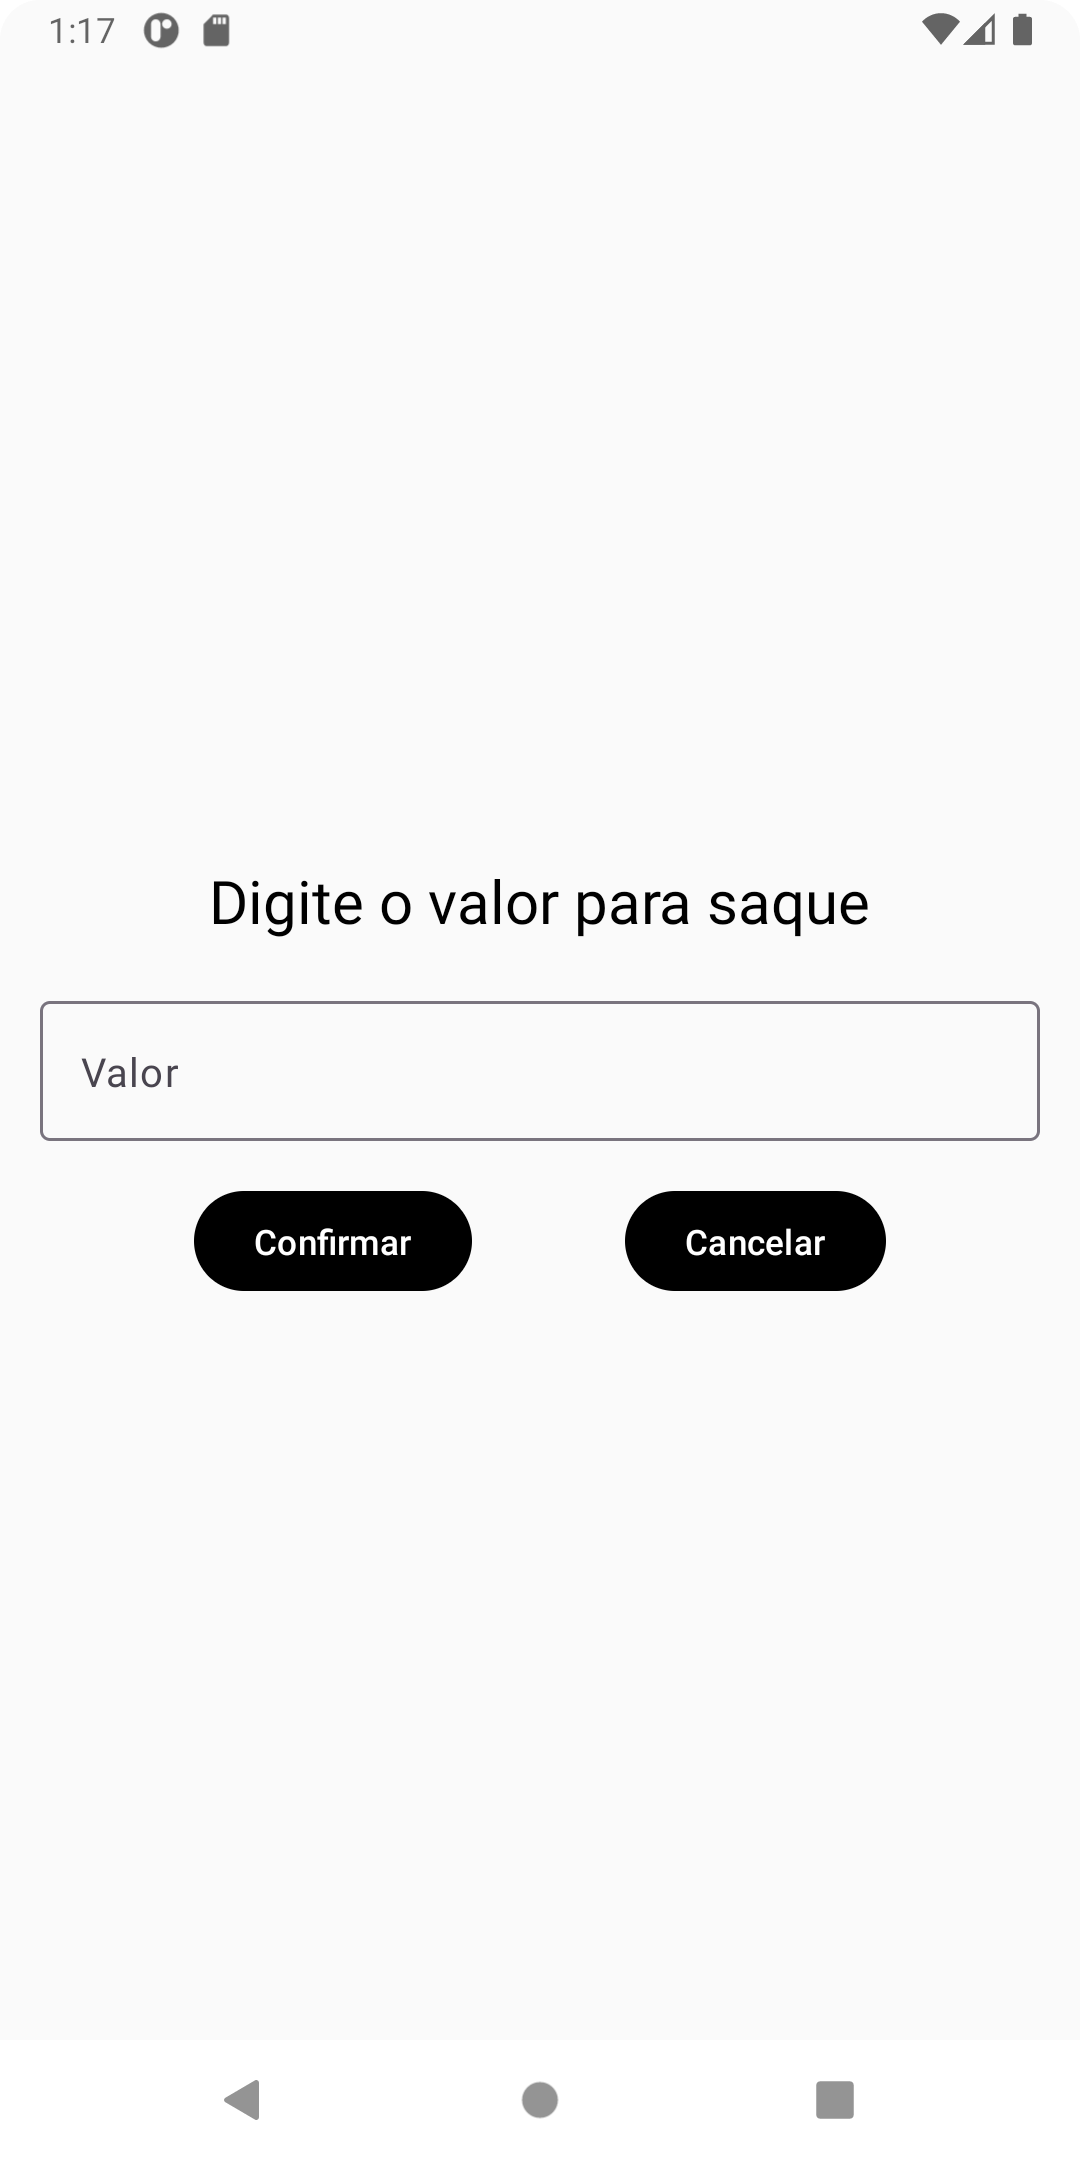 1:17
Digite o valor para saque
Valor
Confirmar
Cancelar